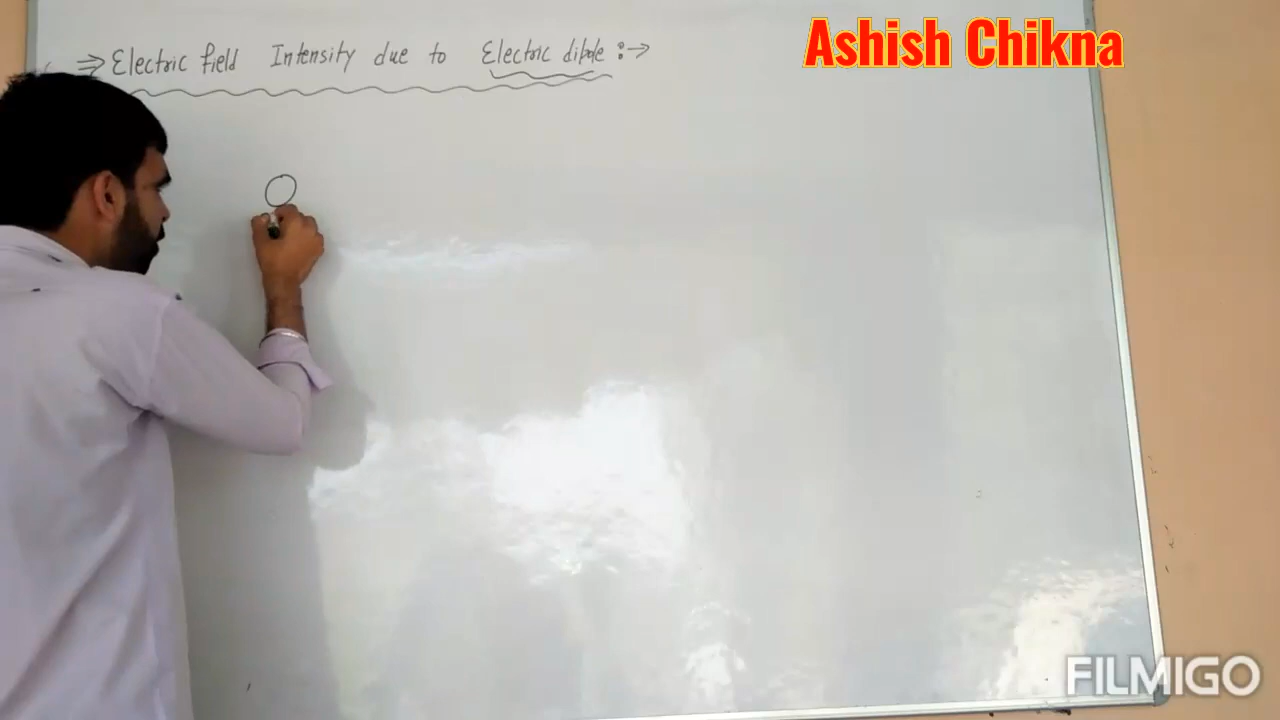 Ashish Chikna
⇒ Electric field Intensity due to Electric dipole :→
FILMIGO